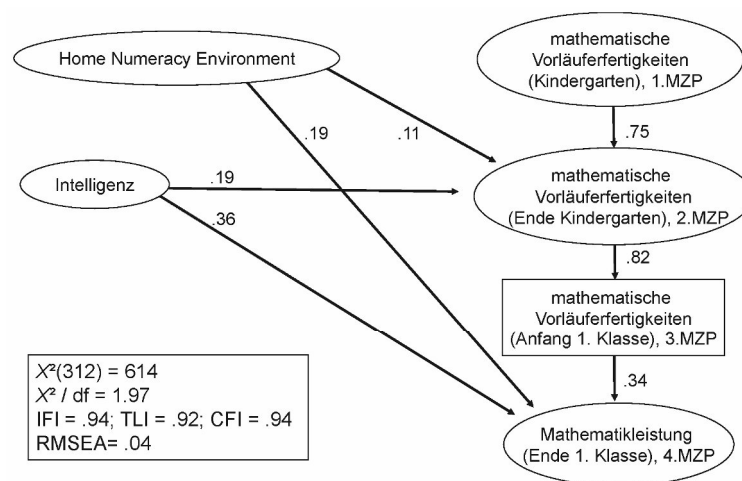 Home Numeracy Environment
mathematische
Vorläuferfertigkeiten
(Kindergarten), 1.MZP
.19
.11
.75
Intelligenz
.19
.36
mathematische
Vorläuferfertigkeiten
(Ende Kindergarten), 2.MZP
.82
mathematische
Vorläuferfertigkeiten
(Anfang 1. Klasse), 3.MZP
.34
X²(312) = 614
X² / df = 1.97
IFI = .94; TLI = .92; CFI = .94
RMSEA= .04
Mathematikleistung
(Ende 1. Klasse), 4.MZP